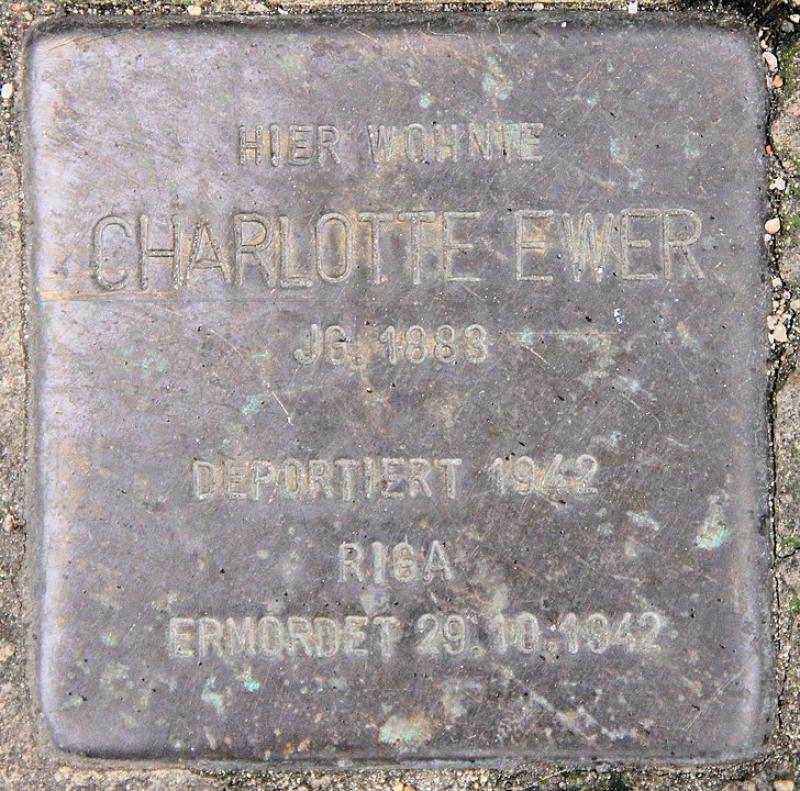 HIER WOHNTE
CHARLOTTE EWER
JG. 1883
DEPORTIERT 1942
RIGA
ERMORDET 29.10.1942